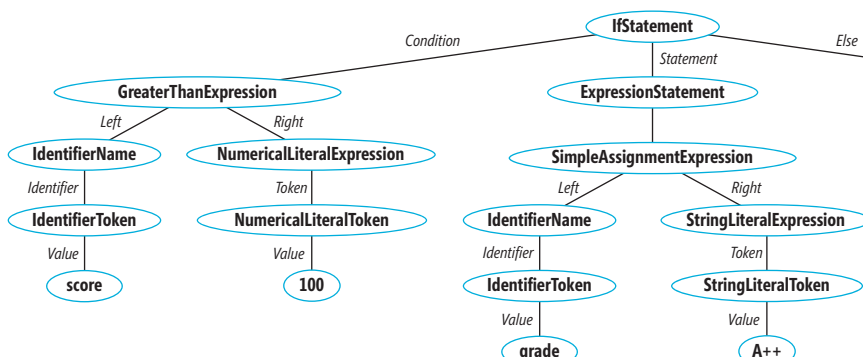 IfStatement
Condition
Statement
Else
GreaterThanExpression
ExpressionStatement
Left
Right
IdentifierName
NumericalLiteralExpression
SimpleAssignmentExpression
Identifier
Token
Left
Right
IdentifierToken
NumericalLiteralToken
IdentifierName
StringLiteralExpression
Value
Value
Identifier
Token
score
100
IdentifierToken
StringLiteralToken
Value
Value
grade
A++